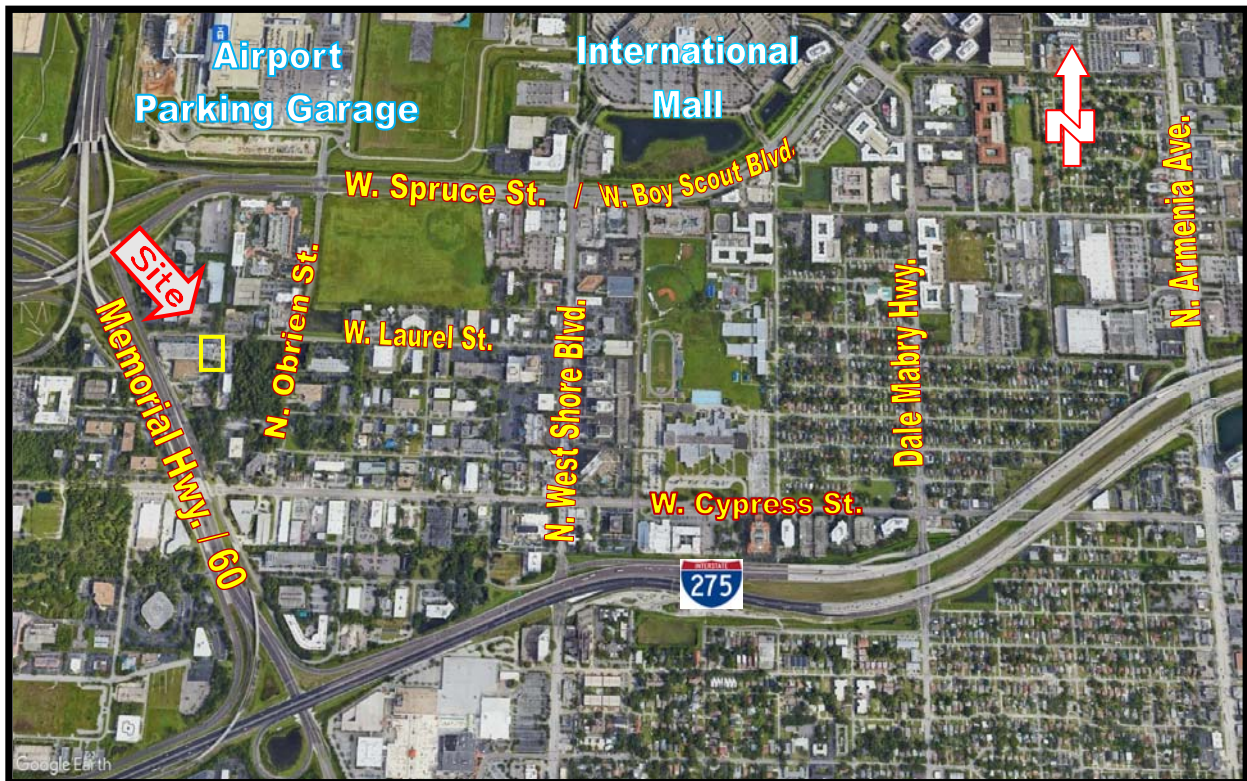 Airport
Parking Garage
International
Mall
N
N. Armenia Ave.
W. Spruce St. / W. Boy Scout Blvd.
Site
N. Obrien St.
W. Laurel St.
N. West Shore Blvd.
Dale Mabry Hwy.
Memorial Hwy. / 60
W. Cypress St.
INTERSTATE
275
Google Earth